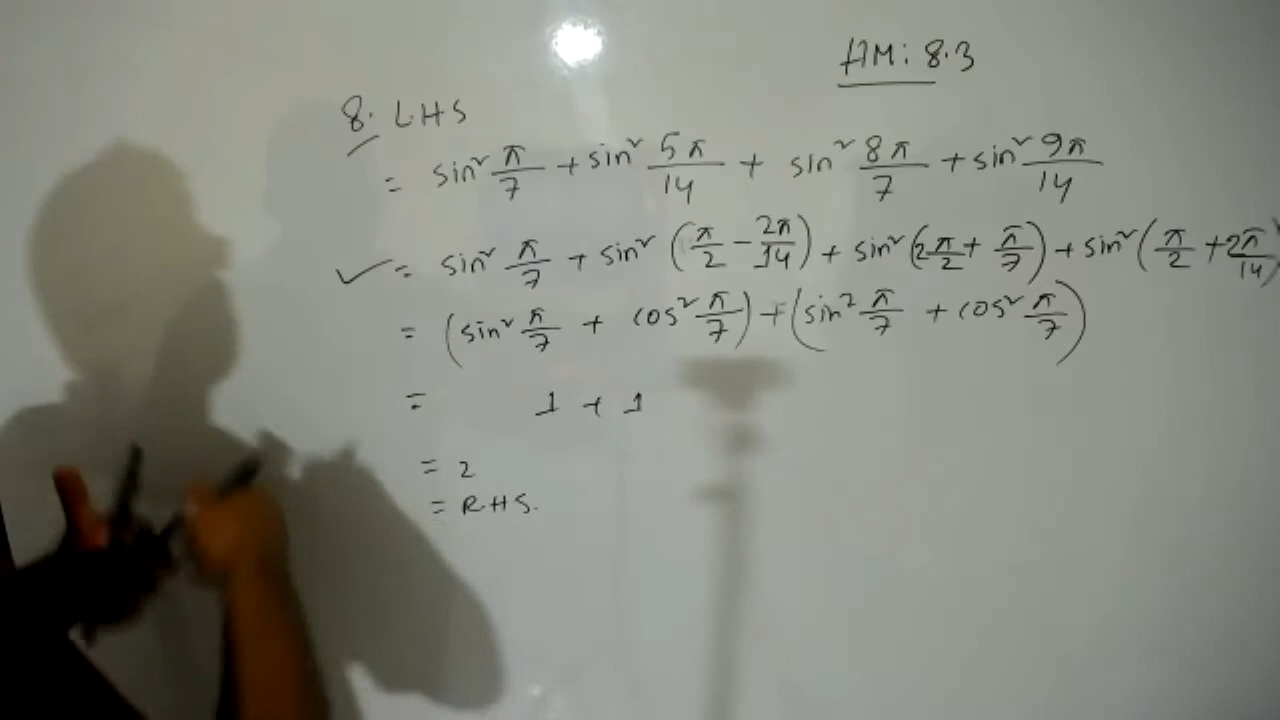 HM: 8.3
8. LHS
= sin² π/7 + sin² 5π/14 + sin² 8π/7 + sin² 9π/14
✓ = sin² π/7 + sin² (π/2 - 2π/14) + sin² (2π/2 + π/7) + sin² (π/2 + 2π/14)
= (sin² π/7 + cos² π/7) + (sin² π/7 + cos² π/7)
= 1 + 1
= 2
= RHS.